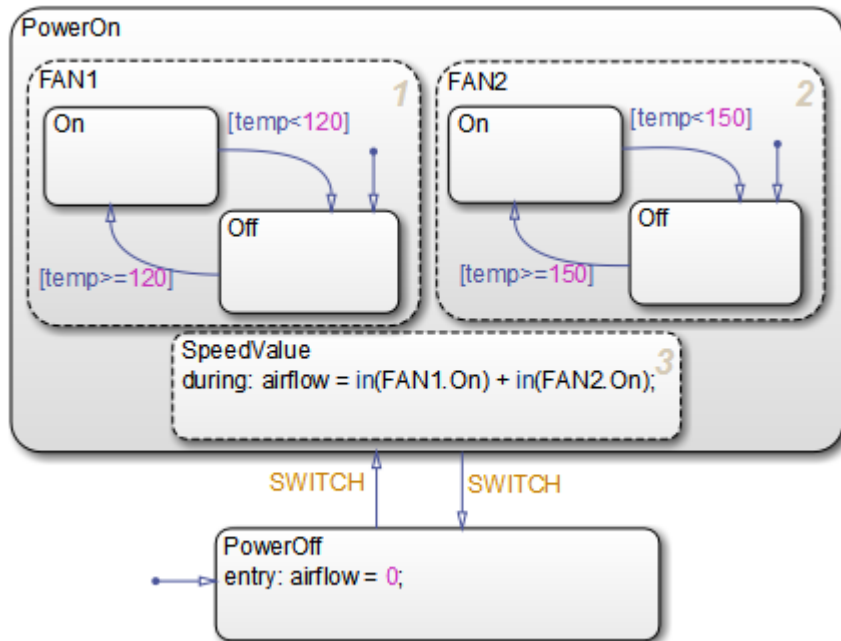 PowerOn
FAN1
1
On
[temp<120]
Off
[temp>=120]
FAN2
2
On
[temp<150]
Off
[temp>=150]
SpeedValue
3
during: airflow = in(FAN1.On) + in(FAN2.On);
SWITCH
SWITCH
PowerOff
entry: airflow = 0;